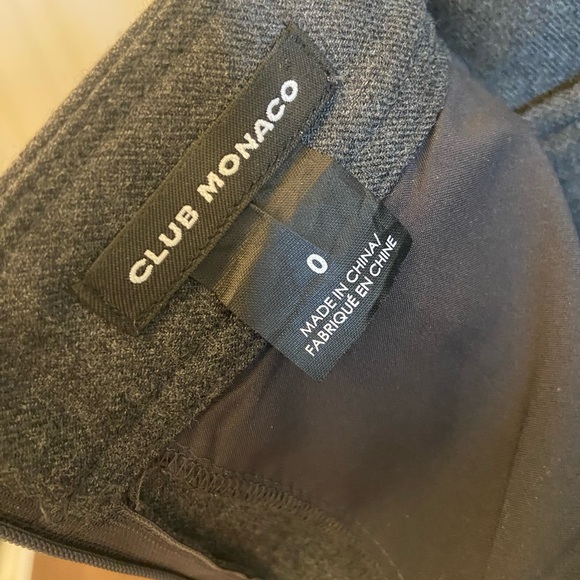 CLUB MONACO
0
MADE IN CHINA/
FABRIQUÉ EN CHINE